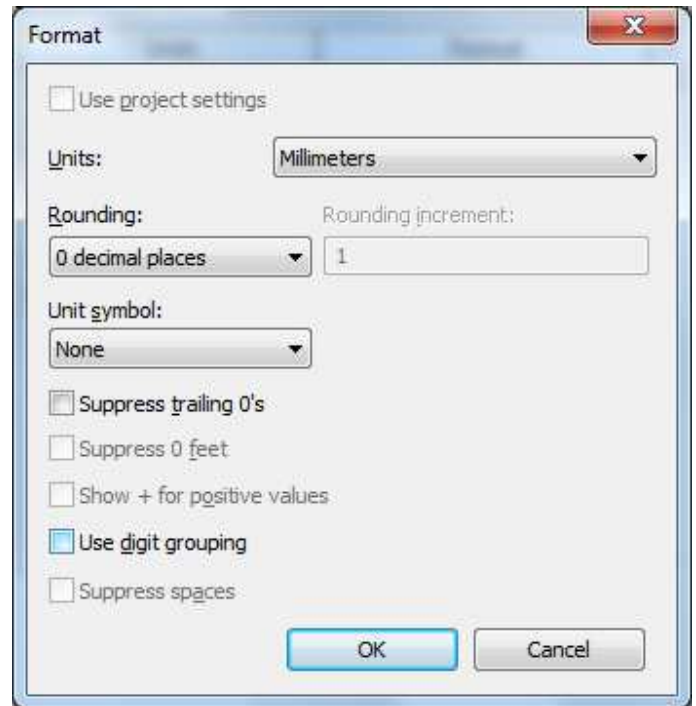 Format
Use project settings
Units: Millimeters
Rounding: Rounding increment:
0 decimal places 1
Unit symbol:
None
Suppress trailing 0's
Suppress 0 feet
Show + for positive values
Use digit grouping
Suppress spaces
OK Cancel